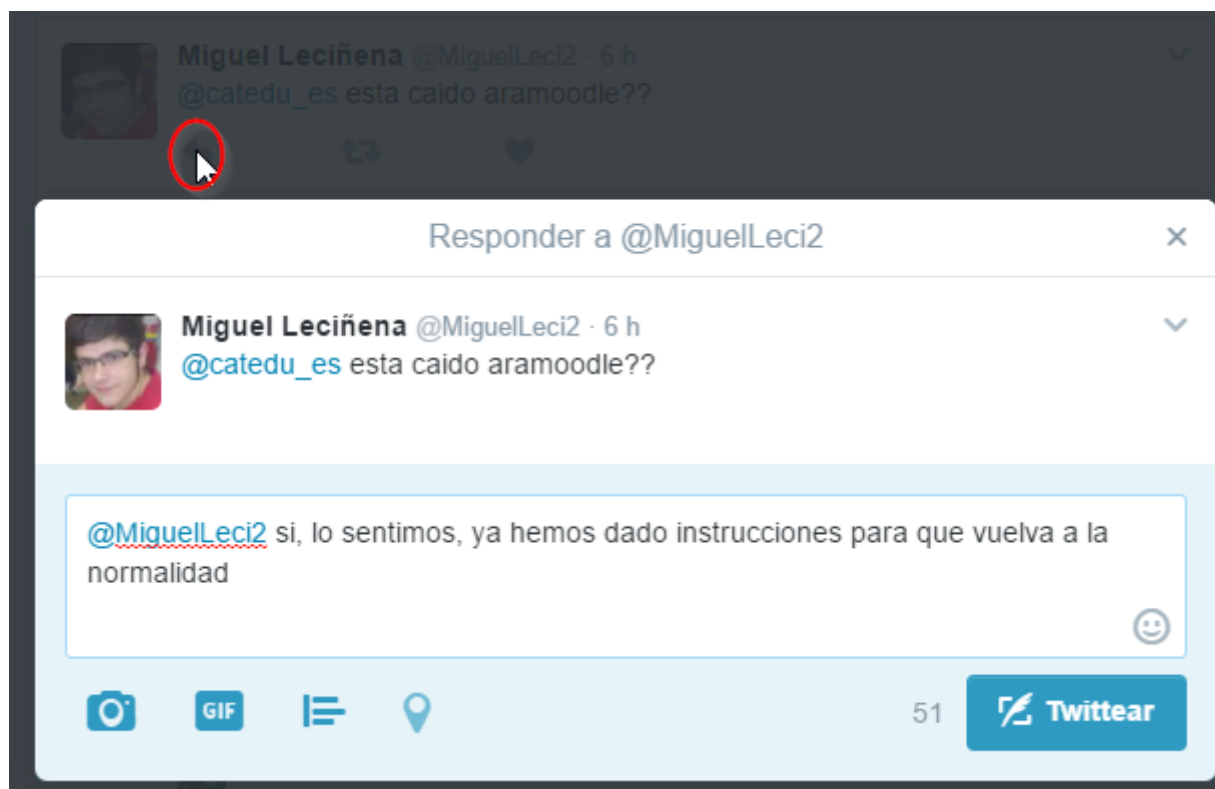 Miguel Leciñena @MiguelLeci2 · 6 h
@catedu_es esta caido aramoodle??
Responder a @MiguelLeci2 ×
Miguel Leciñena @MiguelLeci2 · 6 h
@catedu_es esta caido aramoodle??
@MiguelLeci2 si, lo sentimos, ya hemos dado instrucciones para que vuelva a la
normalidad
GIF 51 Twittear